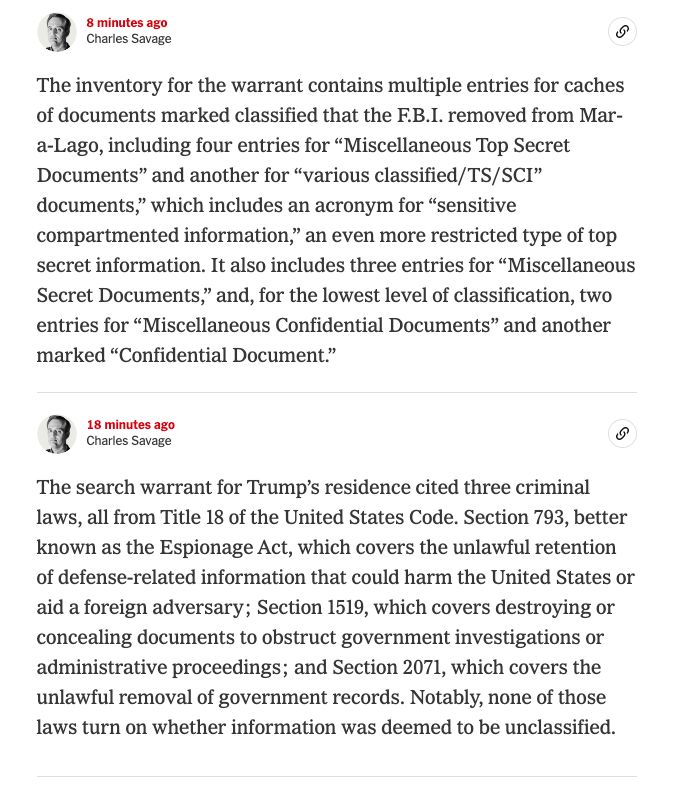 8 minutes ago
Charles Savage
The inventory for the warrant contains multiple entries for caches
of documents marked classified that the F.B.I. removed from Mar-
a-Lago, including four entries for “Miscellaneous Top Secret
Documents” and another for “various classified/TS/SCI”
documents,” which includes an acronym for “sensitive
compartmented information,” an even more restricted type of top
secret information. It also includes three entries for “Miscellaneous
Secret Documents,” and, for the lowest level of classification, two
entries for “Miscellaneous Confidential Documents” and another
marked “Confidential Document.”
18 minutes ago
Charles Savage
The search warrant for Trump’s residence cited three criminal
laws, all from Title 18 of the United States Code. Section 793, better
known as the Espionage Act, which covers the unlawful retention
of defense-related information that could harm the United States or
aid a foreign adversary; Section 1519, which covers destroying or
concealing documents to obstruct government investigations or
administrative proceedings; and Section 2071, which covers the
unlawful removal of government records. Notably, none of those
laws turn on whether information was deemed to be unclassified.